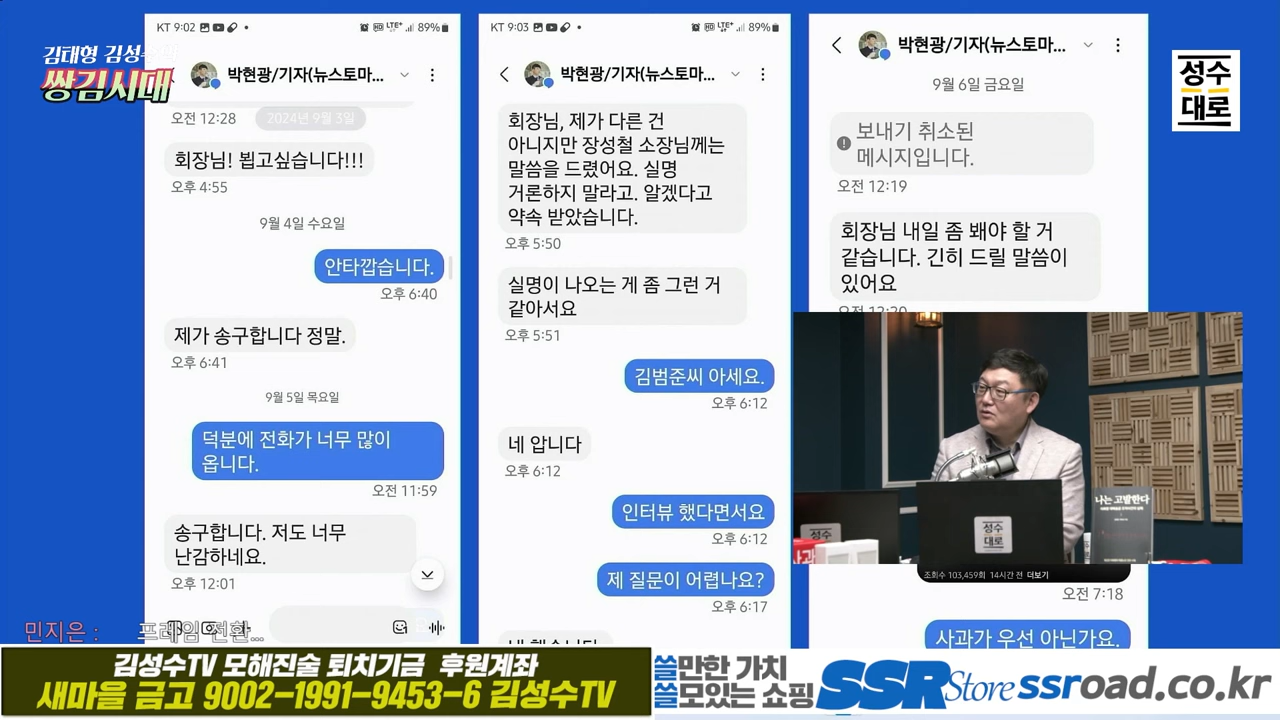 김태형 김성수의
쌍김시대
KT 9:02
LTE+
89%
박현광/기자(뉴스토마...
오전 12:28
2024년 9월 3일
회장님! 뵙고싶습니다!!!
오후 4:55
9월 4일 수요일
안타깝습니다.
오후 6:40
제가 송구합니다 정말.
오후 6:41
9월 5일 목요일
덕분에 전화가 너무 많이
옵니다.
오전 11:59
송구합니다. 저도 너무
난감하네요.
오후 12:01
KT 9:03
LTE+
89%
박현광/기자(뉴스토마...
회장님, 제가 다른 건
아니지만 장성철 소장님께는
말씀을 드렸어요. 실명
거론하지 말라고. 알겠다고
약속 받았습니다.
오후 5:50
실명이 나오는 게 좀 그런 거
같아서요
오후 5:51
김범준씨 아세요.
오후 6:12
네 압니다
오후 6:12
인터뷰 했다면서요
오후 6:12
제 질문이 어렵나요?
오후 6:17
박현광/기자(뉴스토마...
9월 6일 금요일
보내기 취소된
메시지입니다.
오전 12:19
회장님 내일 좀 봬야 할 거
같습니다. 긴히 드릴 말씀이
있어요
오전 12:20
성수
대로
나는 고발한다
성수
대로
성수
대로
조회수 103,459회 14시간 전 더보기
오전 7:18
사과가 우선 아닌가요.
민지은 : 프레임 전환...
김성수TV 모해진술 퇴치기금 후원계좌
새마을 금고 9002-1991-9453-6 김성수TV
쓸만한 가치
쓸모있는 쇼핑
SSR Store ssroad.co.kr